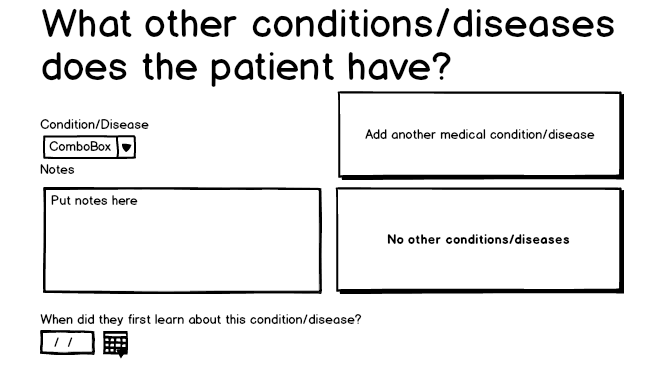 What other conditions/diseases
does the patient have?
Condition/Disease
ComboBox
Notes
Put notes here
Add another medical condition/disease
No other conditions/diseases
When did they first learn about this condition/disease?
/ /